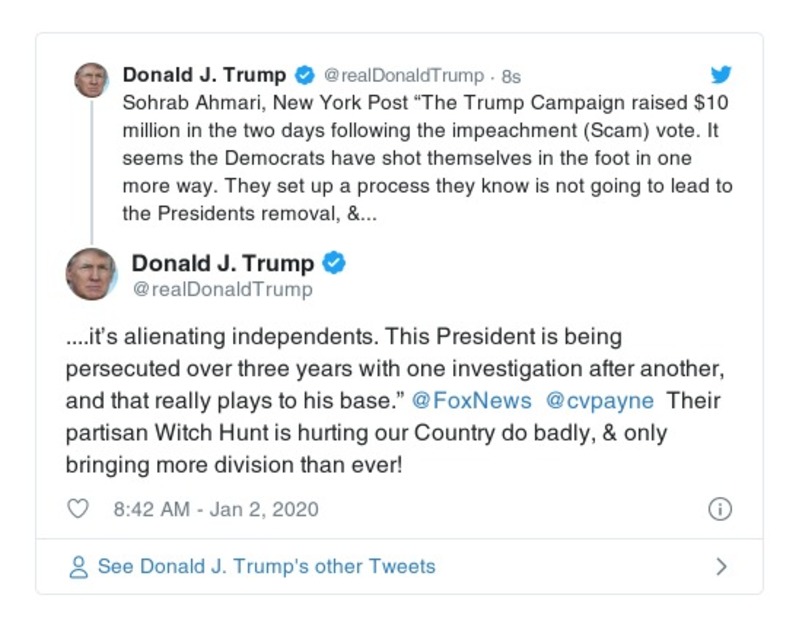 Donald J. Trump @realDonaldTrump · 8s
Sohrab Ahmari, New York Post “The Trump Campaign raised $10
million in the two days following the impeachment (Scam) vote. It
seems the Democrats have shot themselves in the foot in one
more way. They set up a process they know is not going to lead to
the Presidents removal, &...
Donald J. Trump
@realDonaldTrump
....it’s alienating independents. This President is being
persecuted over three years with one investigation after another,
and that really plays to his base.” @FoxNews @cvpayne Their
partisan Witch Hunt is hurting our Country do badly, & only
bringing more division than ever!
8:42 AM - Jan 2, 2020
See Donald J. Trump's other Tweets